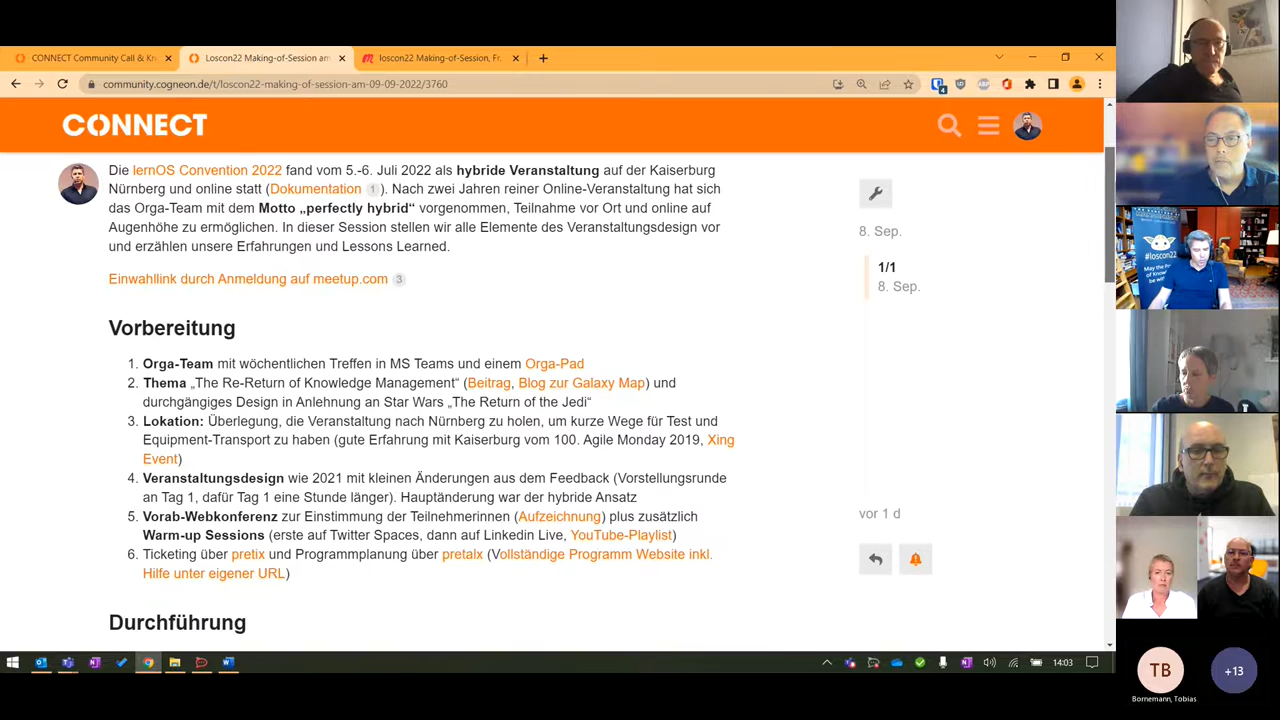 CONNECT Community Call & Kn
Loscon22 Making-of-Session am
loscon22 Making-of-Session, Fr.
community.cogneon.de/t/loscon22-making-of-session-am-09-09-2022/3760
4
CONNECT
Die lernOS Convention 2022 fand vom 5.-6. Juli 2022 als hybride Veranstaltung auf der Kaiserburg
Nürnberg und online statt (Dokumentation 1 ). Nach zwei Jahren reiner Online-Veranstaltung hat sich
das Orga-Team mit dem Motto „perfectly hybrid“ vorgenommen, Teilnahme vor Ort und online auf
Augenhöhe zu ermöglichen. In dieser Session stellen wir alle Elemente des Veranstaltungsdesign vor
und erzählen unsere Erfahrungen und Lessons Learned.
Einwahllink durch Anmeldung auf meetup.com 3
Vorbereitung
1. Orga-Team mit wöchentlichen Treffen in MS Teams und einem Orga-Pad
2. Thema „The Re-Return of Knowledge Management“ (Beitrag, Blog zur Galaxy Map) und
durchgängiges Design in Anlehnung an Star Wars „The Return of the Jedi“
3. Lokation: Überlegung, die Veranstaltung nach Nürnberg zu holen, um kurze Wege für Test und
Equipment-Transport zu haben (gute Erfahrung mit Kaiserburg vom 100. Agile Monday 2019, Xing
Event)
4. Veranstaltungsdesign wie 2021 mit kleinen Änderungen aus dem Feedback (Vorstellungsrunde
an Tag 1, dafür Tag 1 eine Stunde länger). Hauptänderung war der hybride Ansatz
5. Vorab-Webkonferenz zur Einstimmung der Teilnehmerinnen (Aufzeichnung) plus zusätzlich
Warm-up Sessions (erste auf Twitter Spaces, dann auf Linkedin Live, YouTube-Playlist)
6. Ticketing über pretix und Programmplanung über pretalx (Vollständige Programm Website inkl.
Hilfe unter eigener URL)
Durchführung
8. Sep.
1/1
8. Sep.
vor 1 d
14:03
#loscon22
TB
+13
Bornemann, Tobias